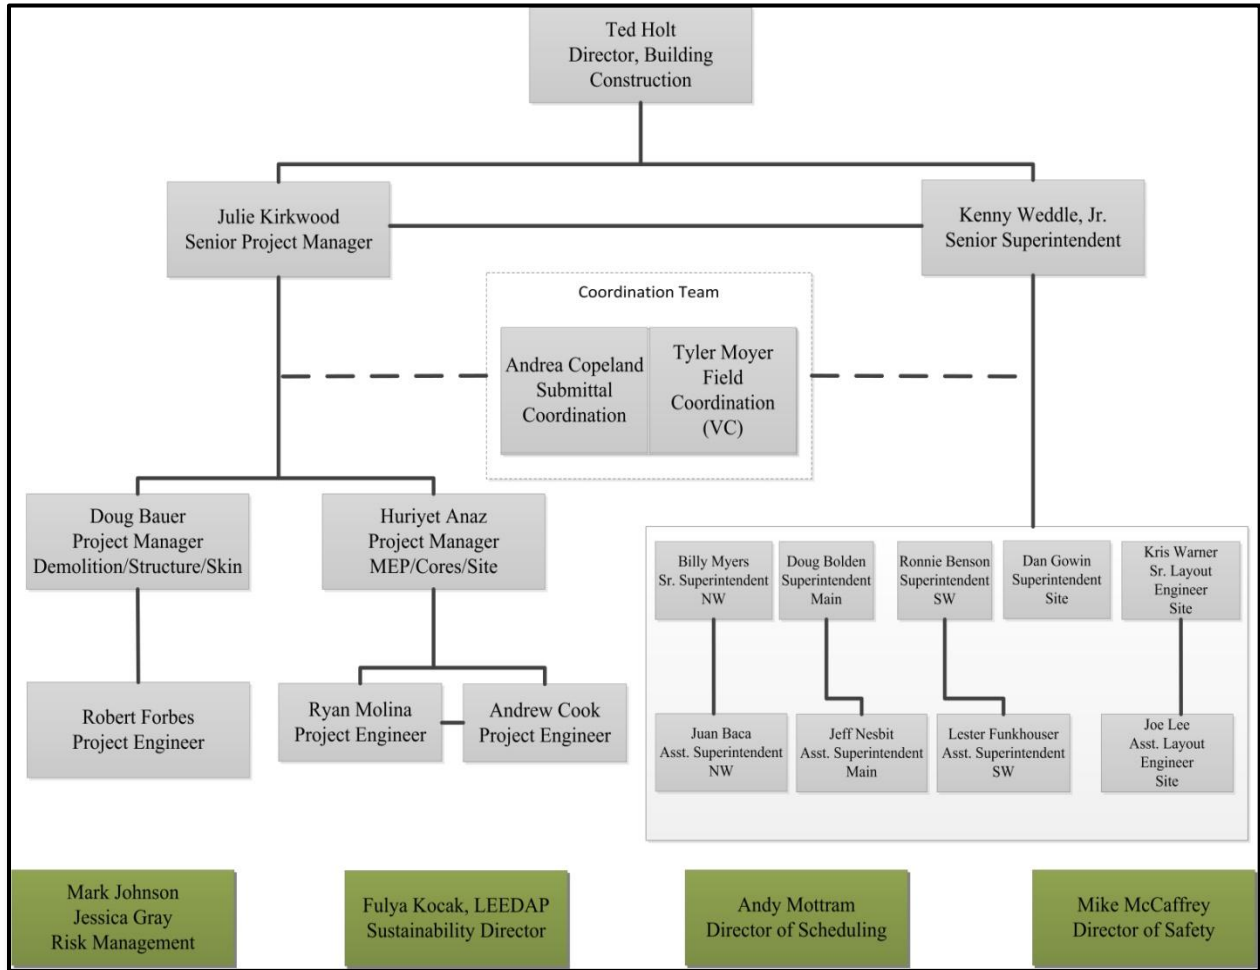 Ted Holt
Director, Building
Construction
Julie Kirkwood
Senior Project Manager
Kenny Weddle, Jr.
Senior Superintendent
Coordination Team
Andrea Copeland
Submittal
Coordination
Tyler Moyer
Field
Coordination
(VC)
Doug Bauer
Project Manager
Demolition/Structure/Skin
Huriyet Anaz
Project Manager
MEP/Cores/Site
Robert Forbes
Project Engineer
Ryan Molina
Project Engineer
Andrew Cook
Project Engineer
Billy Myers
Sr. Superintendent
NW
Doug Bolden
Superintendent
Main
Ronnie Benson
Superintendent
SW
Dan Gowin
Superintendent
Site
Kris Warner
Sr. Layout
Engineer
Site
Juan Baca
Asst. Superintendent
NW
Jeff Nesbit
Asst. Superintendent
Main
Lester Funkhouser
Asst. Superintendent
SW
Joe Lee
Asst. Layout
Engineer
Site
Mark Johnson
Jessica Gray
Risk Management
Fulya Kocak, LEEDAP
Sustainability Director
Andy Mottram
Director of Scheduling
Mike McCaffrey
Director of Safety